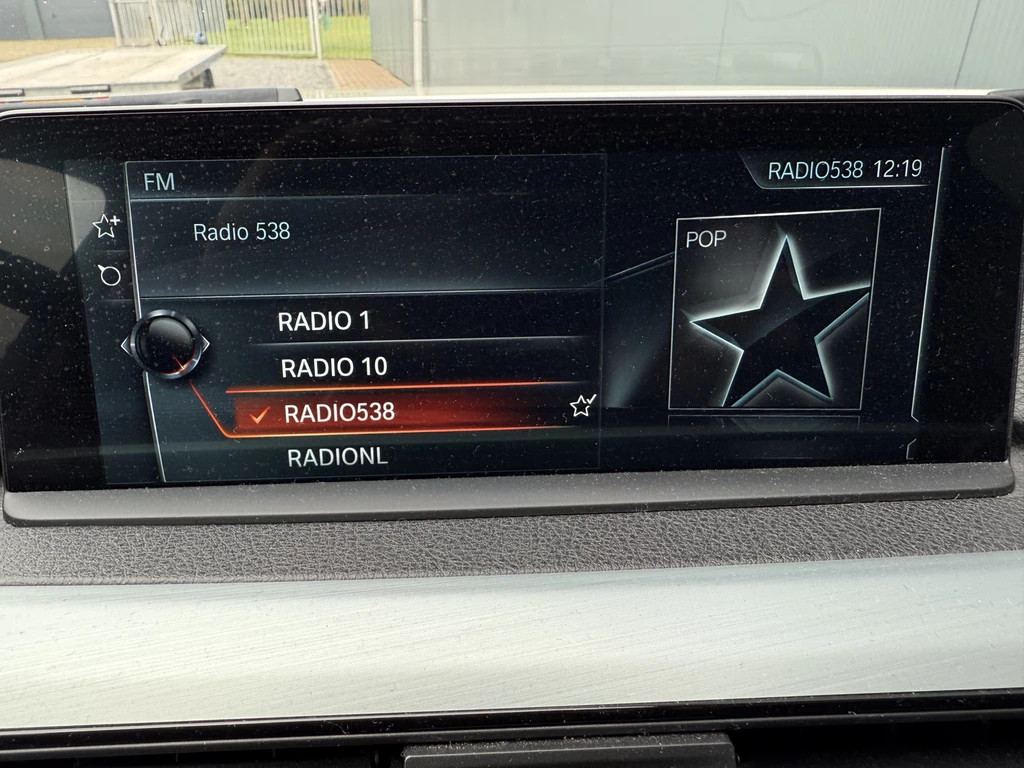 FM
RADIO538 12:19
Radio 538
POP
RADIO 1
RADIO 10
RADIO538
RADIONL